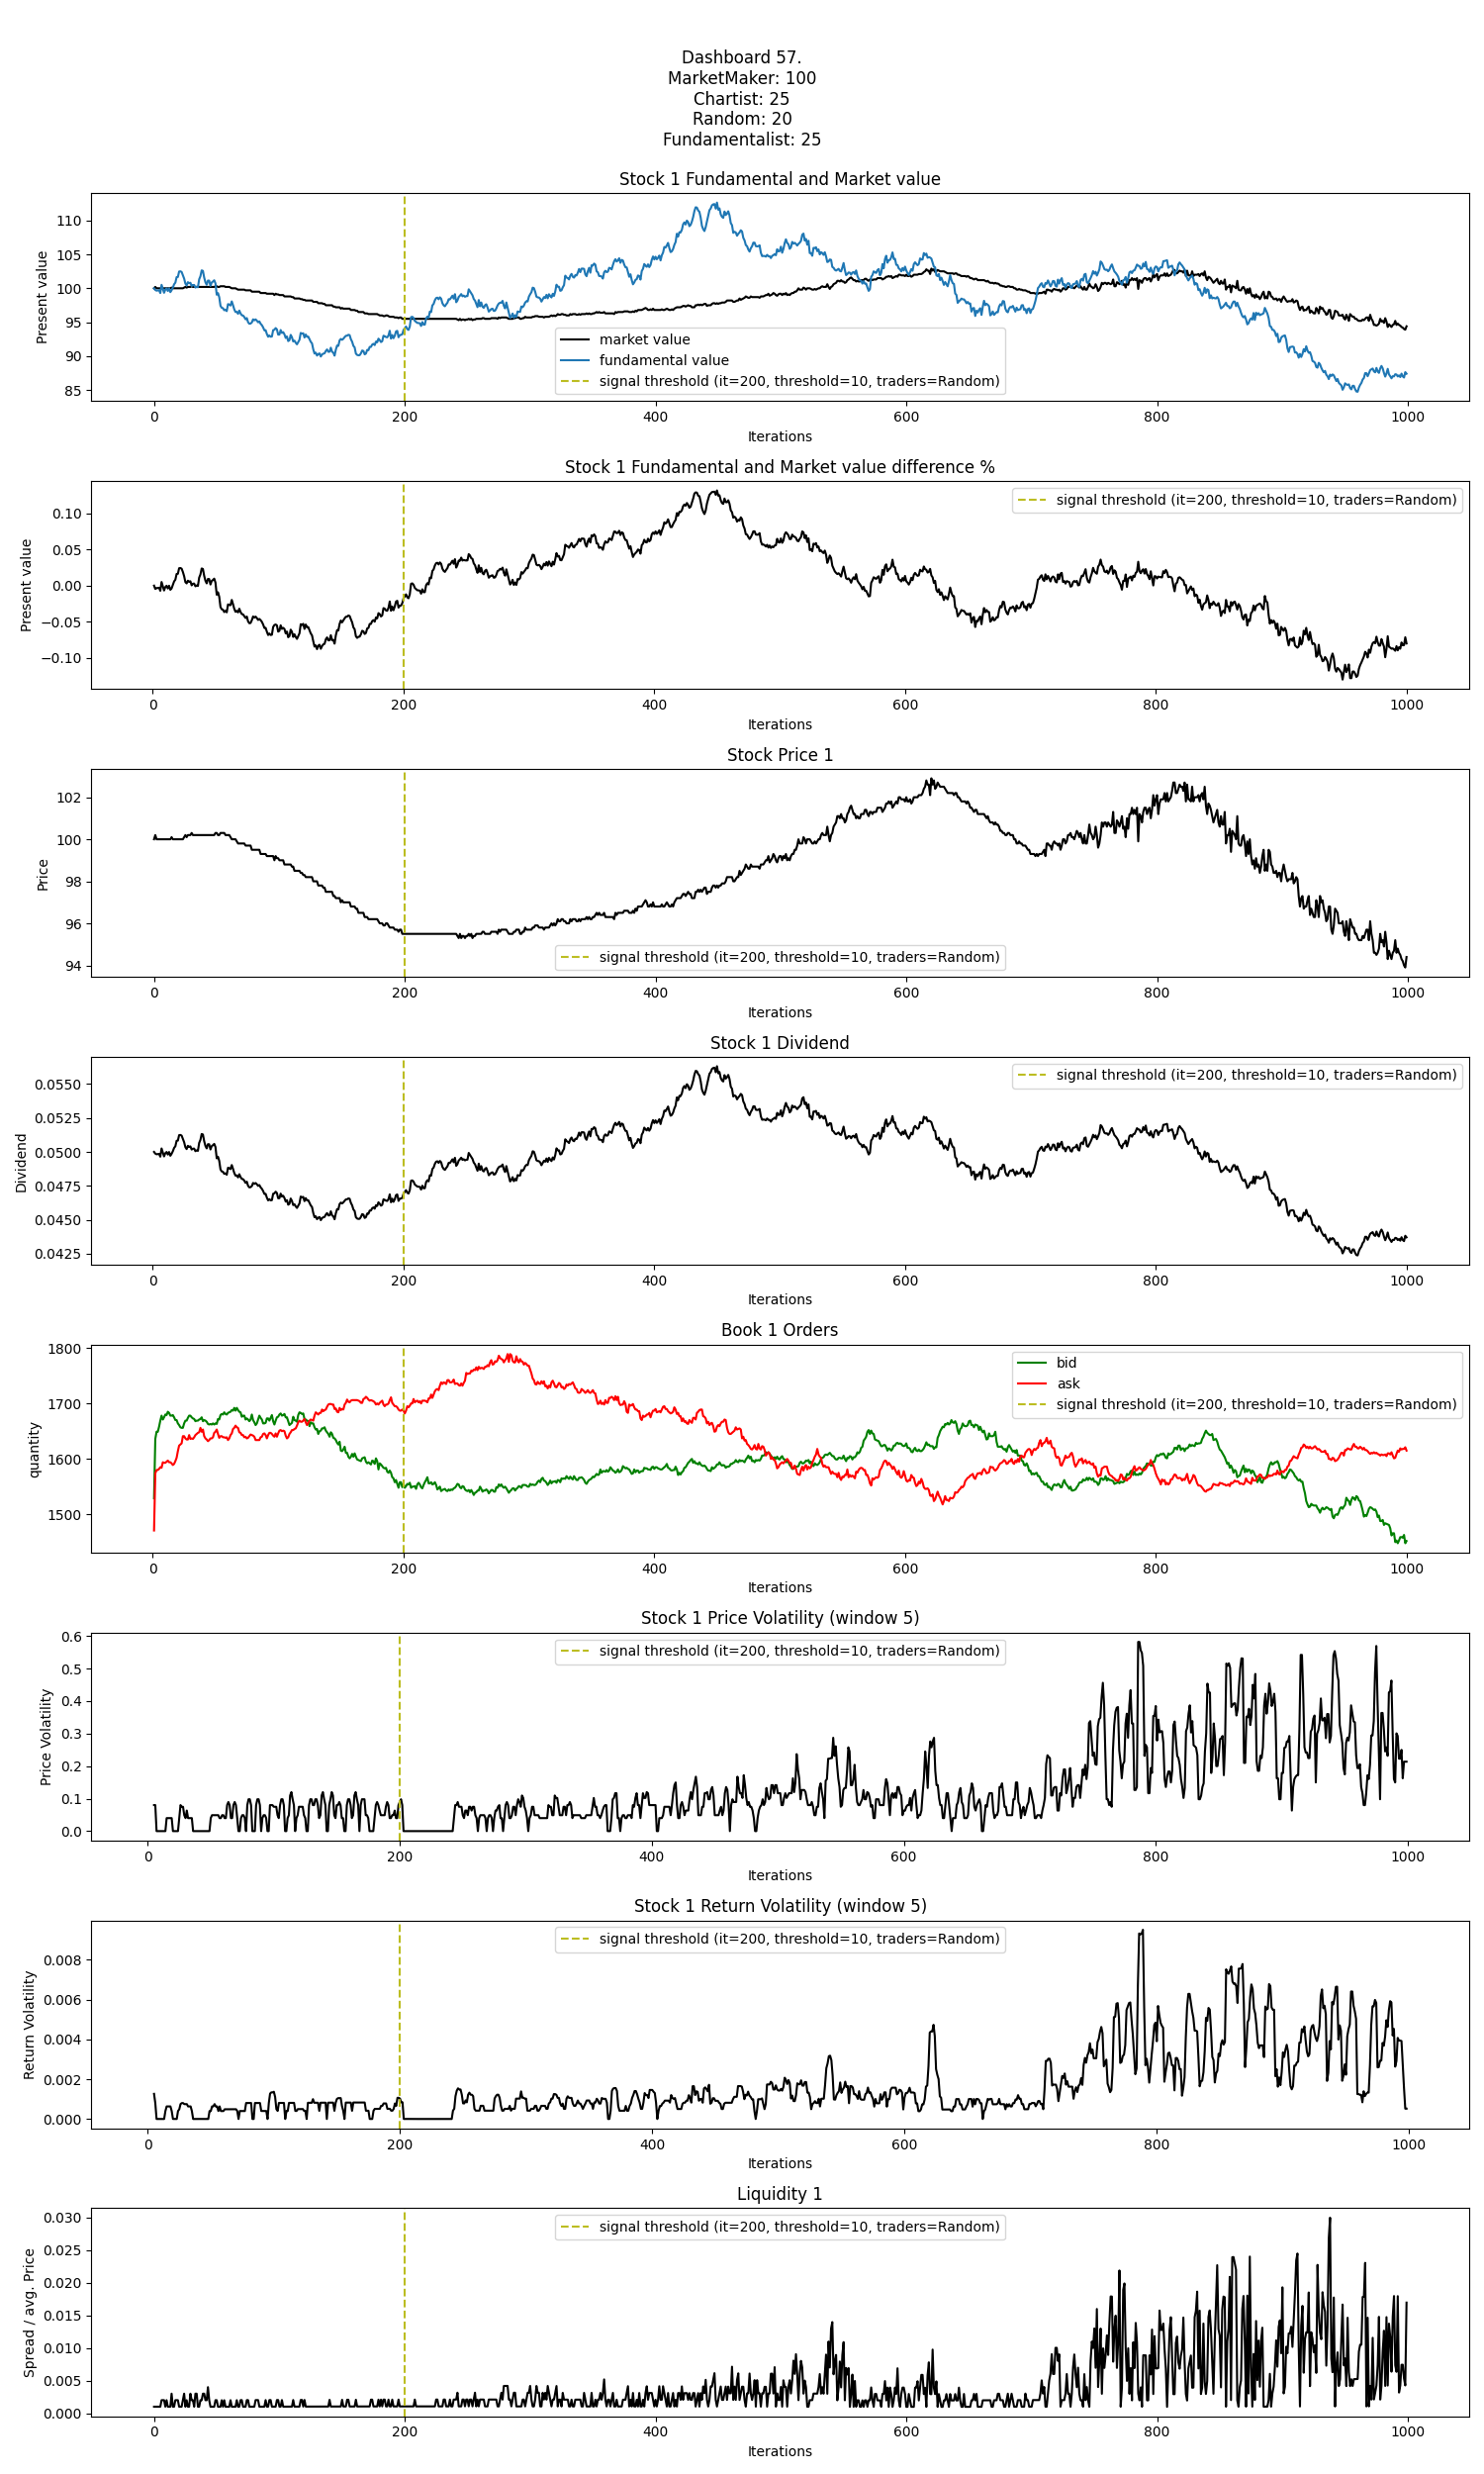 Dashboard 57.
MarketMaker: 100
Chartist: 25
Random: 20
Fundamentalist: 25
Stock 1 Fundamental and Market value
Present value
110
105
100
95
90
85
market value
fundamental value
signal threshold (it=200, threshold=10, traders=Random)
0 200 400 600 800 1000
Iterations
Stock 1 Fundamental and Market value difference %
Present value
0.10
0.05
0.00
−0.05
−0.10
signal threshold (it=200, threshold=10, traders=Random)
0 200 400 600 800 1000
Iterations
Stock Price 1
Price
102
100
98
96
94
signal threshold (it=200, threshold=10, traders=Random)
0 200 400 600 800 1000
Iterations
Stock 1 Dividend
Dividend
0.0550
0.0525
0.0500
0.0475
0.0450
0.0425
signal threshold (it=200, threshold=10, traders=Random)
0 200 400 600 800 1000
Iterations
Book 1 Orders
quantity
1800
1700
1600
1500
bid
ask
signal threshold (it=200, threshold=10, traders=Random)
0 200 400 600 800 1000
Iterations
Stock 1 Price Volatility (window 5)
Price Volatility
0.6
0.5
0.4
0.3
0.2
0.1
0.0
signal threshold (it=200, threshold=10, traders=Random)
0 200 400 600 800 1000
Iterations
Stock 1 Return Volatility (window 5)
Return Volatility
0.008
0.006
0.004
0.002
0.000
signal threshold (it=200, threshold=10, traders=Random)
0 200 400 600 800 1000
Iterations
Liquidity 1
Spread / avg. Price
0.030
0.025
0.020
0.015
0.010
0.005
0.000
signal threshold (it=200, threshold=10, traders=Random)
0 200 400 600 800 1000
Iterations